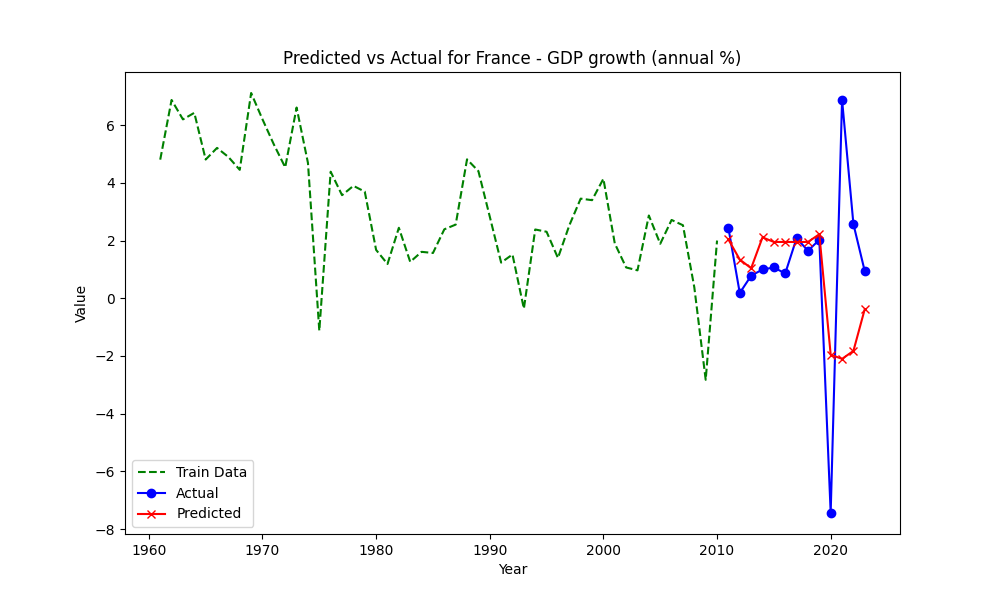 Predicted vs Actual for France - GDP growth (annual %)
Value
6
4
2
0
−2
−4
−6
−8
Train Data
Actual
Predicted
1960 1970 1980 1990 2000 2010 2020
Year